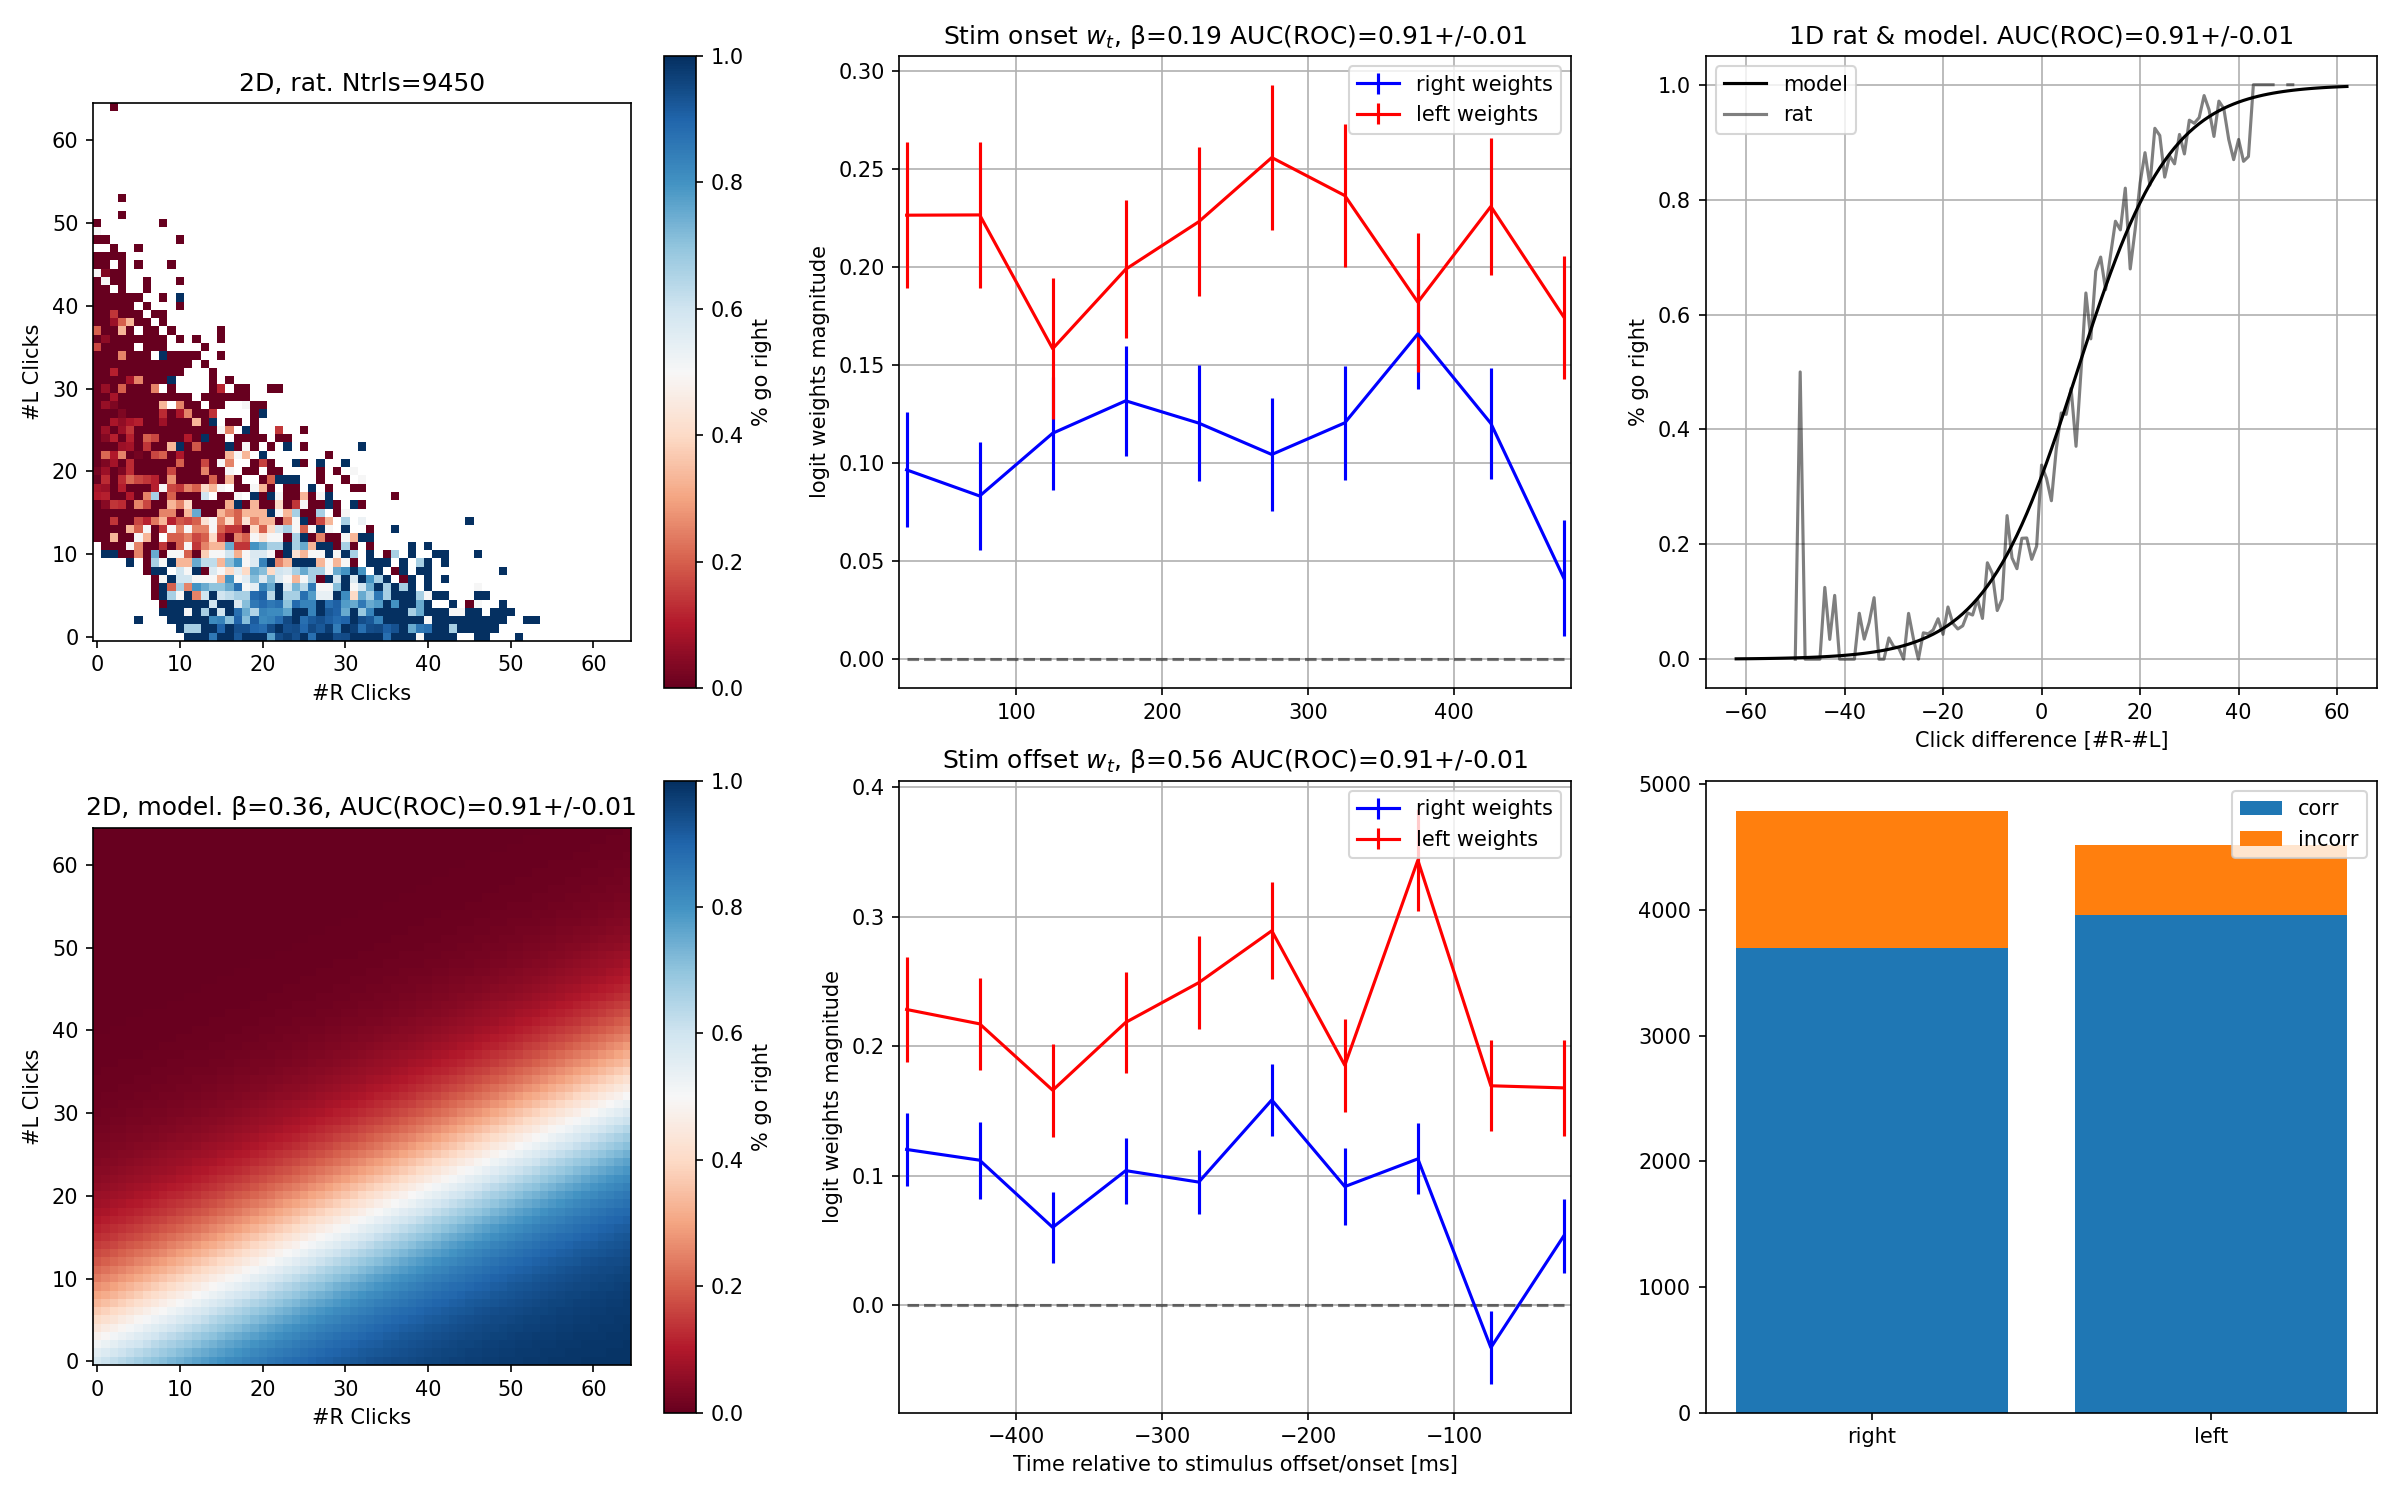 2D, rat. Ntrls=9450
#L Clicks
60
50
40
30
20
10
0
0 10 20 30 40 50 60
#R Clicks
1.0
0.8
0.6
0.4
0.2
0.0
% go right
Stim onset wt, β=0.19 AUC(ROC)=0.91+/-0.01
logit weights magnitude
0.30
0.25
0.20
0.15
0.10
0.05
0.00
100 200 300 400
right weights
left weights
1D rat & model. AUC(ROC)=0.91+/-0.01
% go right
1.0
0.8
0.6
0.4
0.2
0.0
−60 −40 −20 0 20 40 60
Click difference [#R-#L]
model
rat
2D, model. β=0.36, AUC(ROC)=0.91+/-0.01
#L Clicks
60
50
40
30
20
10
0
0 10 20 30 40 50 60
#R Clicks
1.0
0.8
0.6
0.4
0.2
0.0
% go right
Stim offset wt, β=0.56 AUC(ROC)=0.91+/-0.01
logit weights magnitude
0.4
0.3
0.2
0.1
0.0
−400 −300 −200 −100
Time relative to stimulus offset/onset [ms]
right weights
left weights
5000
4000
3000
2000
1000
0
right left
corr
incorr